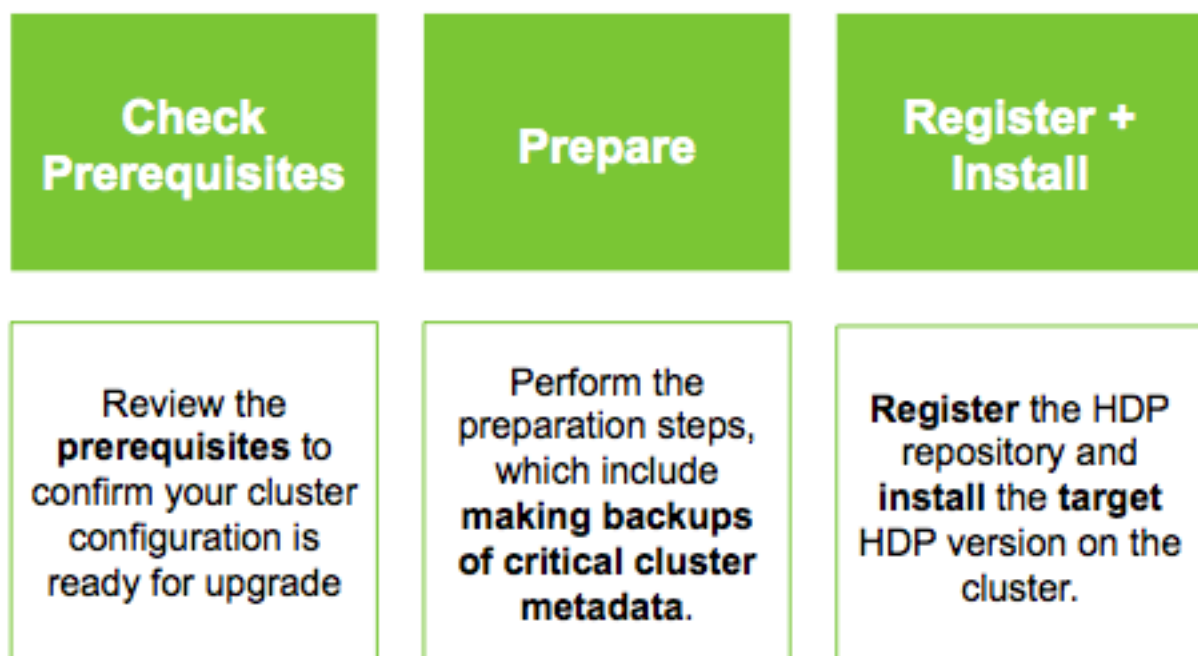 Check
Prerequisites
Prepare
Register +
Install
Review the
prerequisites to
confirm your cluster
configuration is
ready for upgrade
Perform the
preparation steps,
which include
making backups
of critical cluster
metadata.
Register the HDP
repository and
install the target
HDP version on the
cluster.